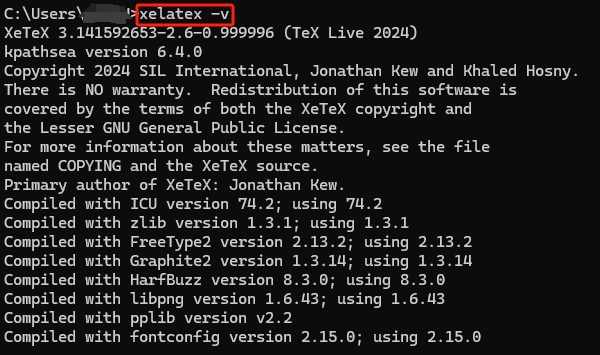 C:\Users\ >xelatex -v
XeTeX 3.141592653-2.6-0.999996 (TeX Live 2024)
kpathsea version 6.4.0
Copyright 2024 SIL International, Jonathan Kew and Khaled Hosny.
There is NO warranty.  Redistribution of this software is
covered by the terms of both the XeTeX copyright and
the Lesser GNU General Public License.
For more information about these matters, see the file
named COPYING and the XeTeX source.
Primary author of XeTeX: Jonathan Kew.
Compiled with ICU version 74.2; using 74.2
Compiled with zlib version 1.3.1; using 1.3.1
Compiled with FreeType2 version 2.13.2; using 2.13.2
Compiled with Graphite2 version 1.3.14; using 1.3.14
Compiled with HarfBuzz version 8.3.0; using 8.3.0
Compiled with libpng version 1.6.43; using 1.6.43
Compiled with pplib version v2.2
Compiled with fontconfig version 2.15.0; using 2.15.0